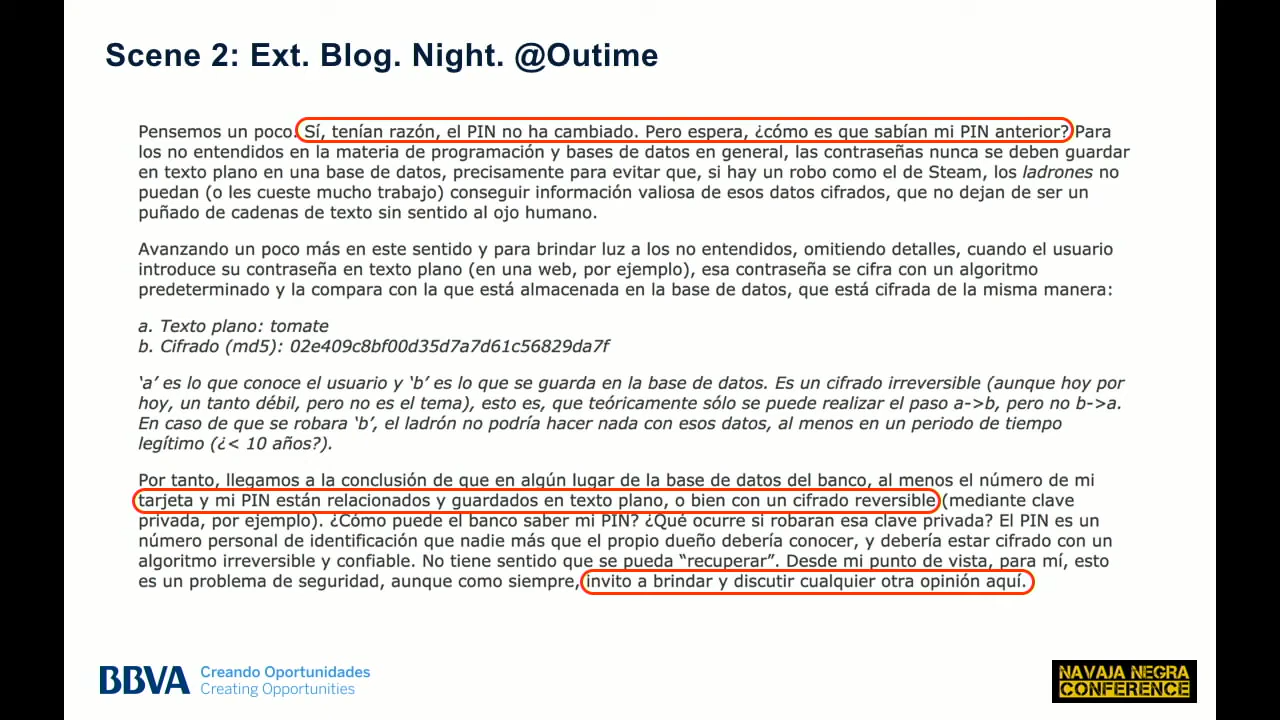 Scene 2: Ext. Blog. Night. @Outime
Pensemos un poco. Sí, tenían razón, el PIN no ha cambiado. Pero espera, ¿cómo es que sabían mi PIN anterior? Para
los no entendidos en la materia de programación y bases de datos en general, las contraseñas nunca se deben guardar
en texto plano en una base de datos, precisamente para evitar que, si hay un robo como el de Steam, los ladrones no
puedan (o les cueste mucho trabajo) conseguir información valiosa de esos datos cifrados, que no dejan de ser un
puñado de cadenas de texto sin sentido al ojo humano.
Avanzando un poco más en este sentido y para brindar luz a los no entendidos, omitiendo detalles, cuando el usuario
introduce su contraseña en texto plano (en una web, por ejemplo), esa contraseña se cifra con un algoritmo
predeterminado y la compara con la que está almacenada en la base de datos, que está cifrada de la misma manera:
a. Texto plano: tomate
b. Cifrado (md5): 02e409c8bf00d35d7a7d61c56829da7f
‘a’ es lo que conoce el usuario y ‘b’ es lo que se guarda en la base de datos. Es un cifrado irreversible (aunque hoy por
hoy, un tanto débil, pero no es el tema), esto es, que teóricamente sólo se puede realizar el paso a->b, pero no b->a.
En caso de que se robara ‘b’, el ladrón no podría hacer nada con esos datos, al menos en un periodo de tiempo
legítimo (¿< 10 años?).
Por tanto, llegamos a la conclusión de que en algún lugar de la base de datos del banco, al menos el número de mi
tarjeta y mi PIN están relacionados y guardados en texto plano, o bien con un cifrado reversible (mediante clave
privada, por ejemplo). ¿Cómo puede el banco saber mi PIN? ¿Qué ocurre si robaran esa clave privada? El PIN es un
número personal de identificación que nadie más que el propio dueño debería conocer, y debería estar cifrado con un
algoritmo irreversible y confiable. No tiene sentido que se pueda “recuperar”. Desde mi punto de vista, para mí, esto
es un problema de seguridad, aunque como siempre, invito a brindar y discutir cualquier otra opinión aquí.
BBVA
Creando Oportunidades
Creating Opportunities
NAVAJA NEGRA
CONFERENCE